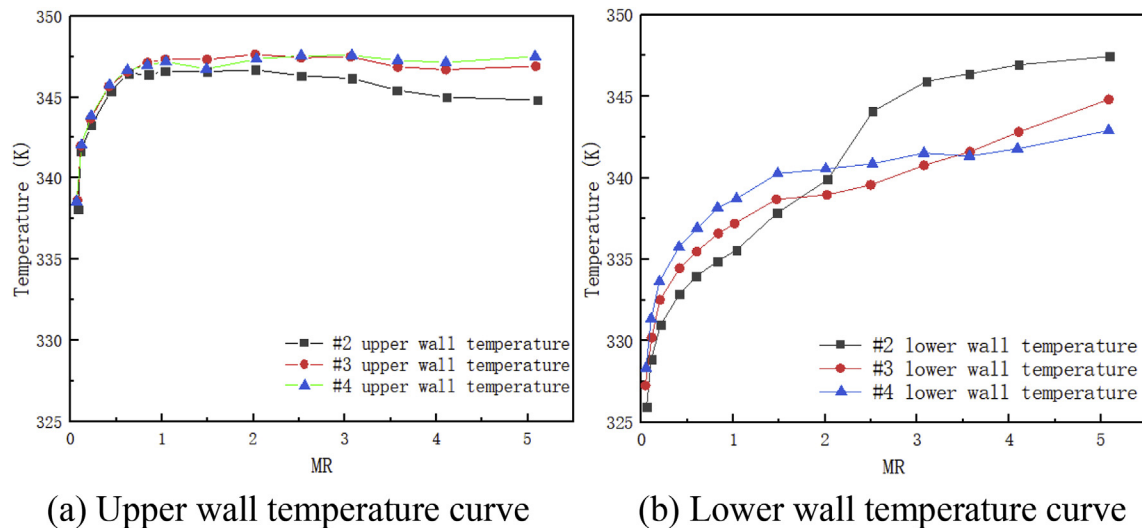 350
345
340
335
330
325
Temperature (K)
#2 upper wall temperature
#3 upper wall temperature
#4 upper wall temperature
0 1 2 3 4 5
MR
(a) Upper wall temperature curve
350
345
340
335
330
325
Temperature (K)
#2 lower wall temperature
#3 lower wall temperature
#4 lower wall temperature
0 1 2 3 4 5
MR
(b) Lower wall temperature curve